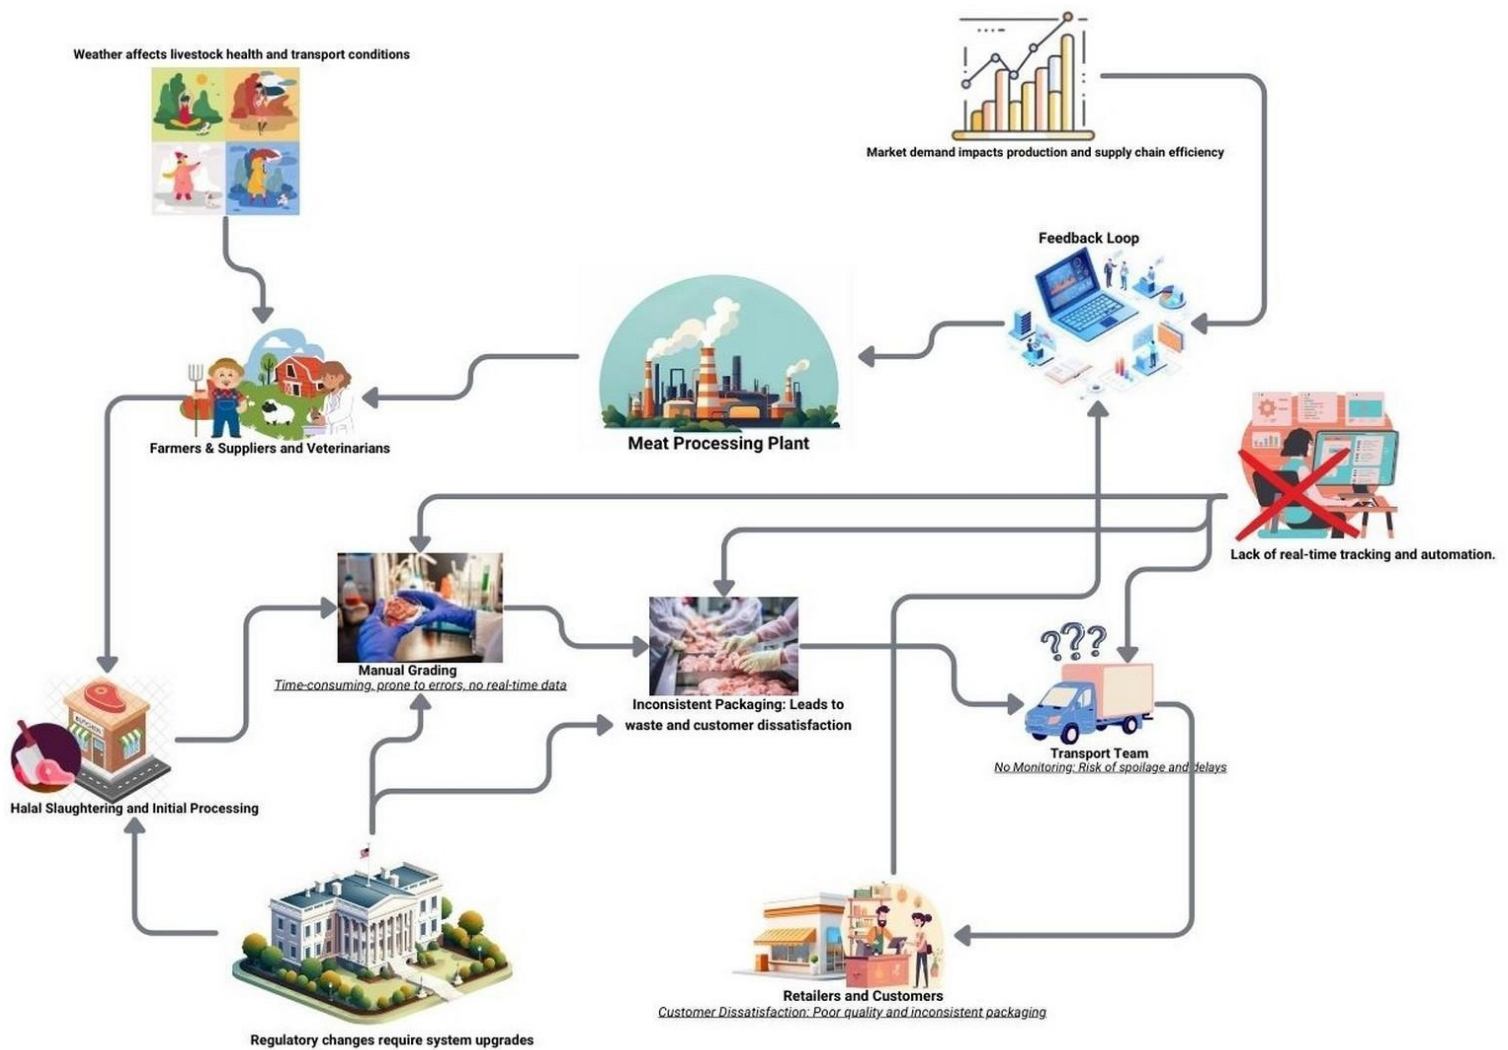 Weather affects livestock health and transport conditions
Market demand impacts production and supply chain efficiency
Feedback Loop
Meat Processing Plant
Farmers & Suppliers and Veterinarians
Lack of real-time tracking and automation.
???
Manual Grading
Time-consuming, prone to errors, no real-time data
Inconsistent Packaging: Leads to
waste and customer dissatisfaction
Transport Team
No Monitoring: Risk of spoilage and delays
Halal Slaughtering and Initial Processing
Retailers and Customers
Customer Dissatisfaction: Poor quality and inconsistent packaging
Regulatory changes require system upgrades